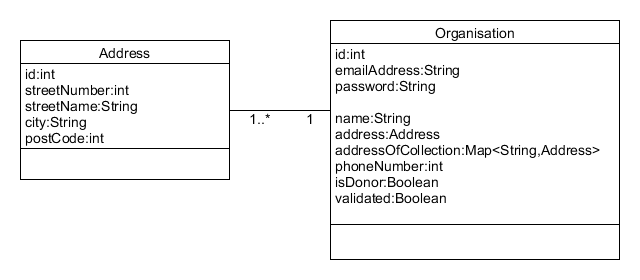 Address
id:int
streetNumber:int
streetName:String
city:String
postCode:int
1..*
1
Organisation
id:int
emailAddress:String
password:String
name:String
address:Address
addressOfCollection:Map<String,Address>
phoneNumber:int
isDonor:Boolean
validated:Boolean